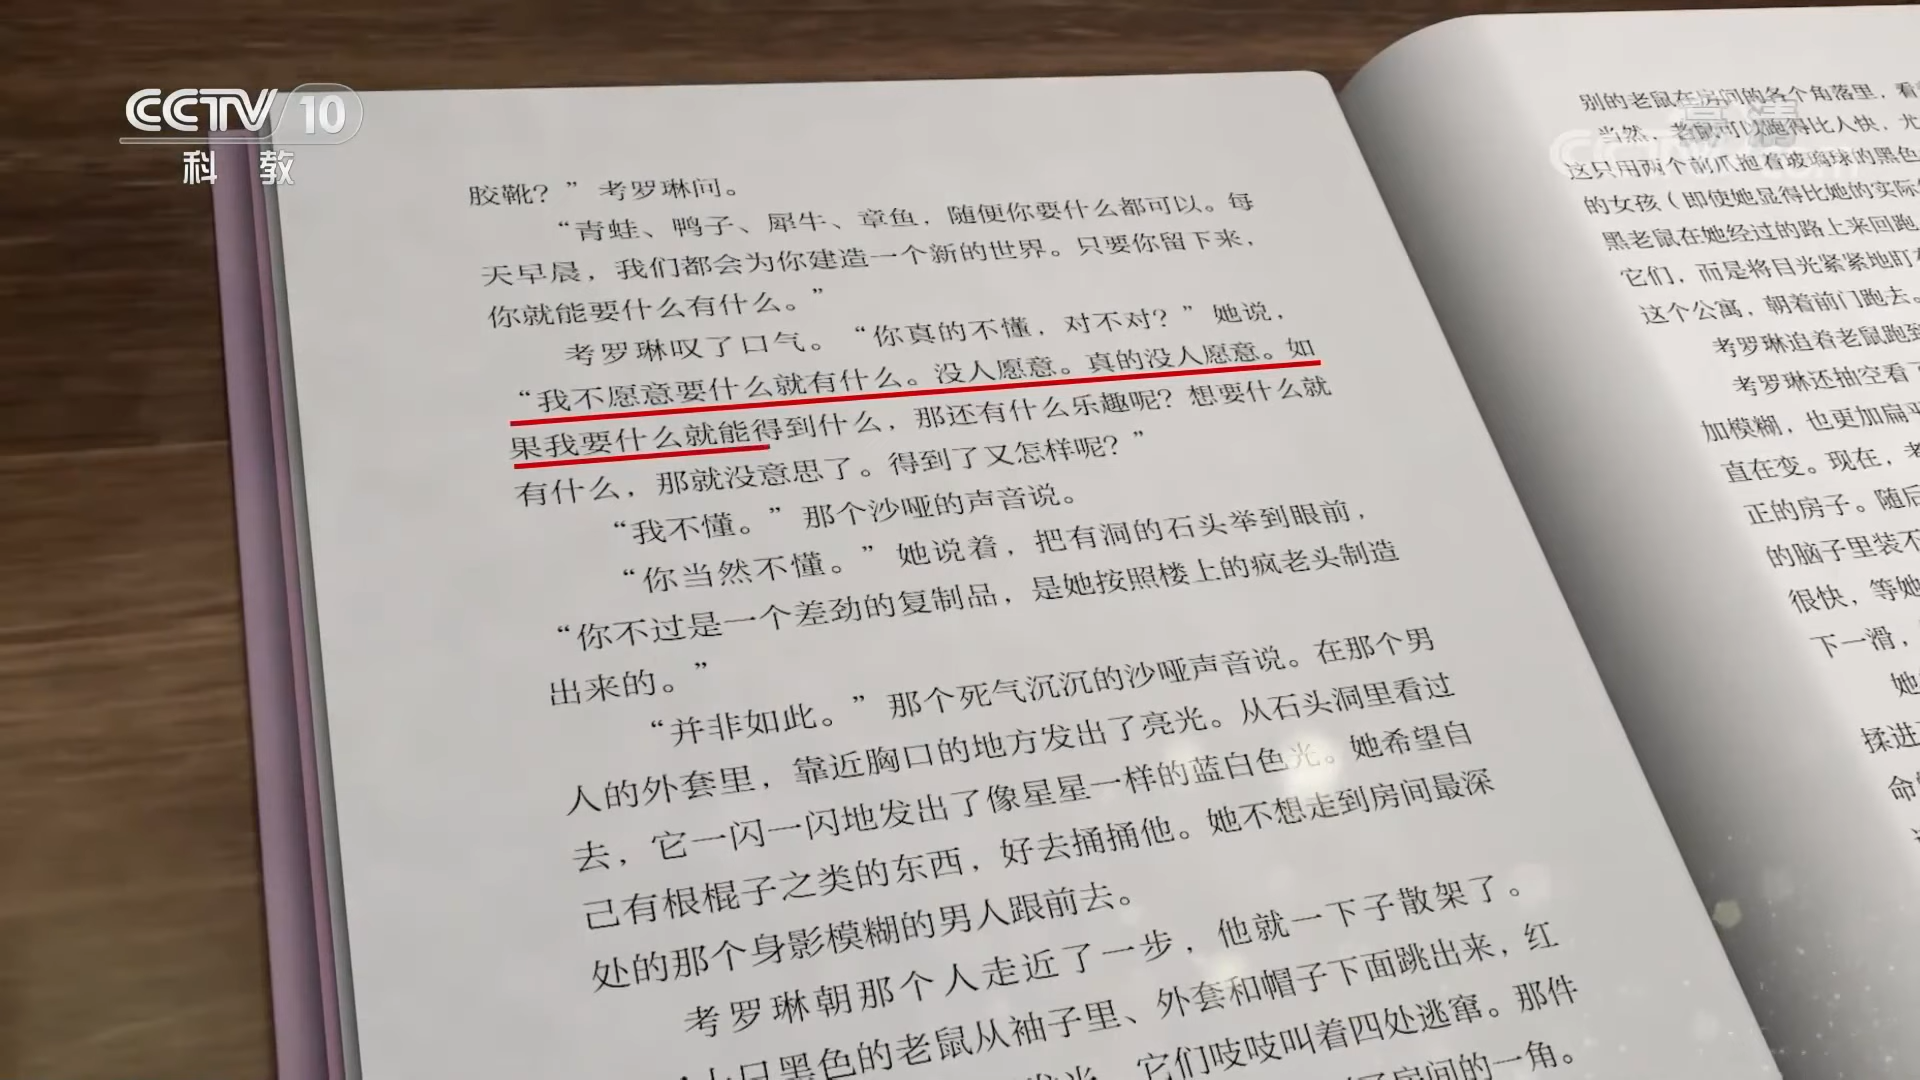 CCTV 10
科 教
高清
胶靴？”考罗琳问。
“青蛙、鸭子、犀牛、章鱼，随便你要什么都可以。每
天早晨，我们都会为你建造一个新的世界。只要你留下来，
你就能要什么有什么。”
考罗琳叹了口气。“你真的不懂，对不对？”她说，
“我不愿意要什么就有什么。没人愿意。真的没人愿意。如
果我要什么就能得到什么，那还有什么乐趣呢？想要什么就
有什么，那就没意思了。得到了又怎样呢？”
“我不懂。”那个沙哑的声音说。
“你当然不懂。”她说着，把有洞的石头举到眼前，
“你不过是一个差劲的复制品，是她按照楼上的疯老头制造
出来的。”
“并非如此。”那个死气沉沉的沙哑声音说。在那个男
人的外套里，靠近胸口的地方发出了亮光。从石头洞里看过
去，它一闪一闪地发出了像星星一样的蓝白色光。她希望自
己有根棍子之类的东西，好去捅捅他。她不想走到房间最深
处的那个身影模糊的男人跟前去。
考罗琳朝那个人走近了一步，他就一下子散架了。
只黑色的老鼠从袖子里、外套和帽子下面跳出来，红
光，它们吱吱叫着四处逃窜。那件
房间的一角。
别的老鼠在房间的各个角落里，看
当然，老鼠可以跑得比人快，尤
这只用两个前爪抱着玻璃球的黑色
的女孩（即使她显得比她的实际
黑老鼠在她经过的路上来回跑，
它们，而是将目光紧紧地盯
这个公寓，朝着前门跑去。
考罗琳追着老鼠跑到
考罗琳还抽空看了
加模糊，也更加扁平
直在变。现在，老
正的房子。随后
的脑子里装不
很快，等她
下一滑，
她
揉进
命